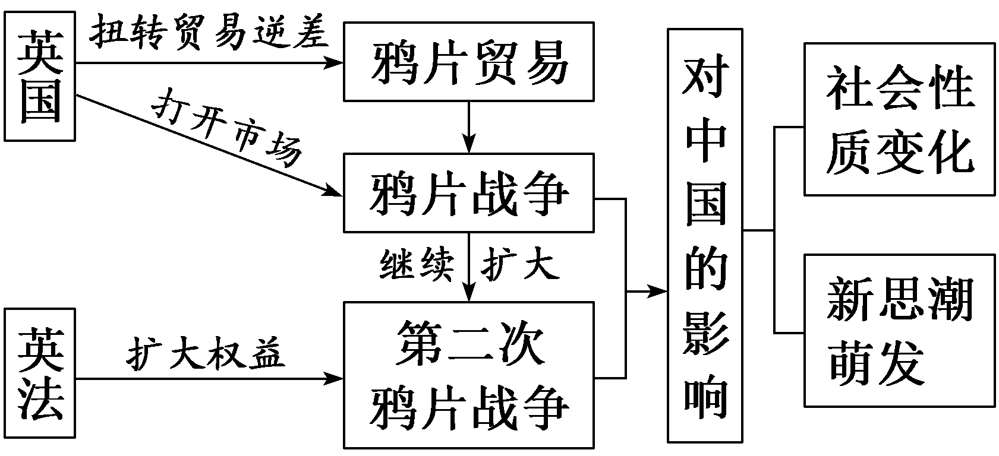 英国
扭转贸易逆差
鸦片贸易
打开市场
鸦片战争
继续 扩大
英法
扩大权益
第二次
鸦片战争
对中国的影响
社会性
质变化
新思潮
萌发